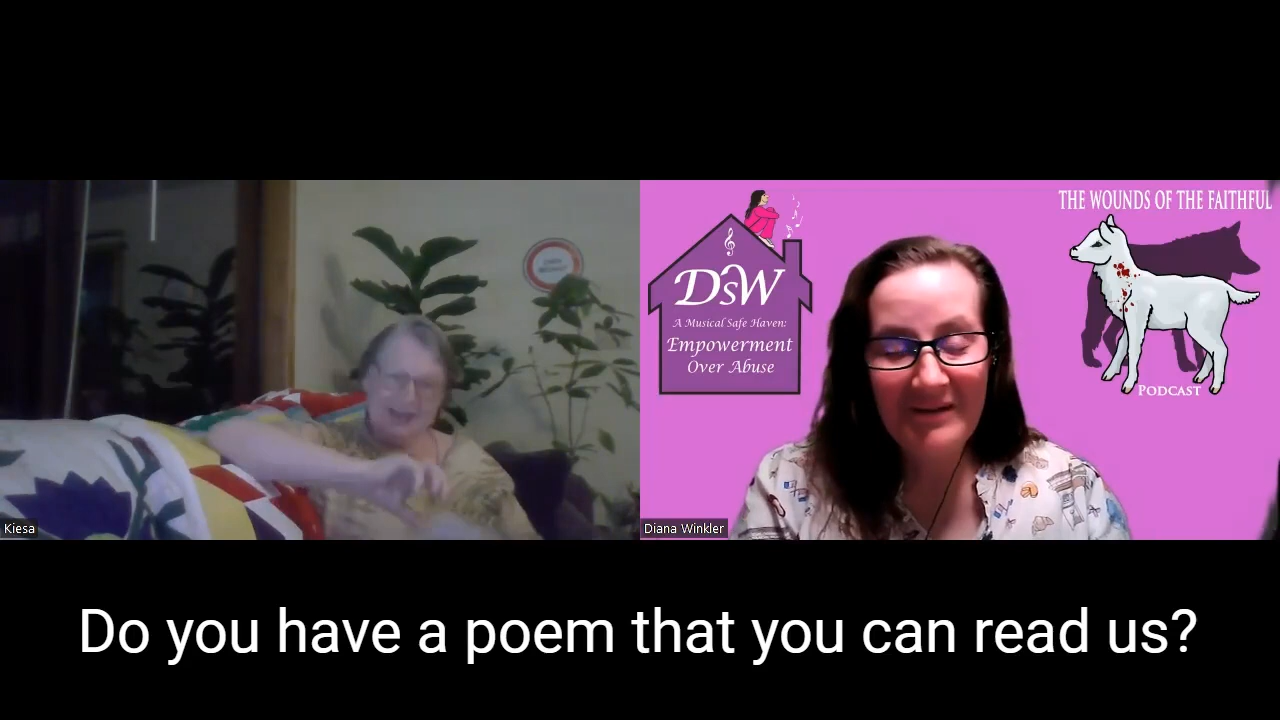 THE WOUNDS OF THE FAITHFUL
DSW
A Musical Safe Haven:
Empowerment
Over Abuse
PODCAST
Kiesa
Diana Winkler
Do you have a poem that you can read us?